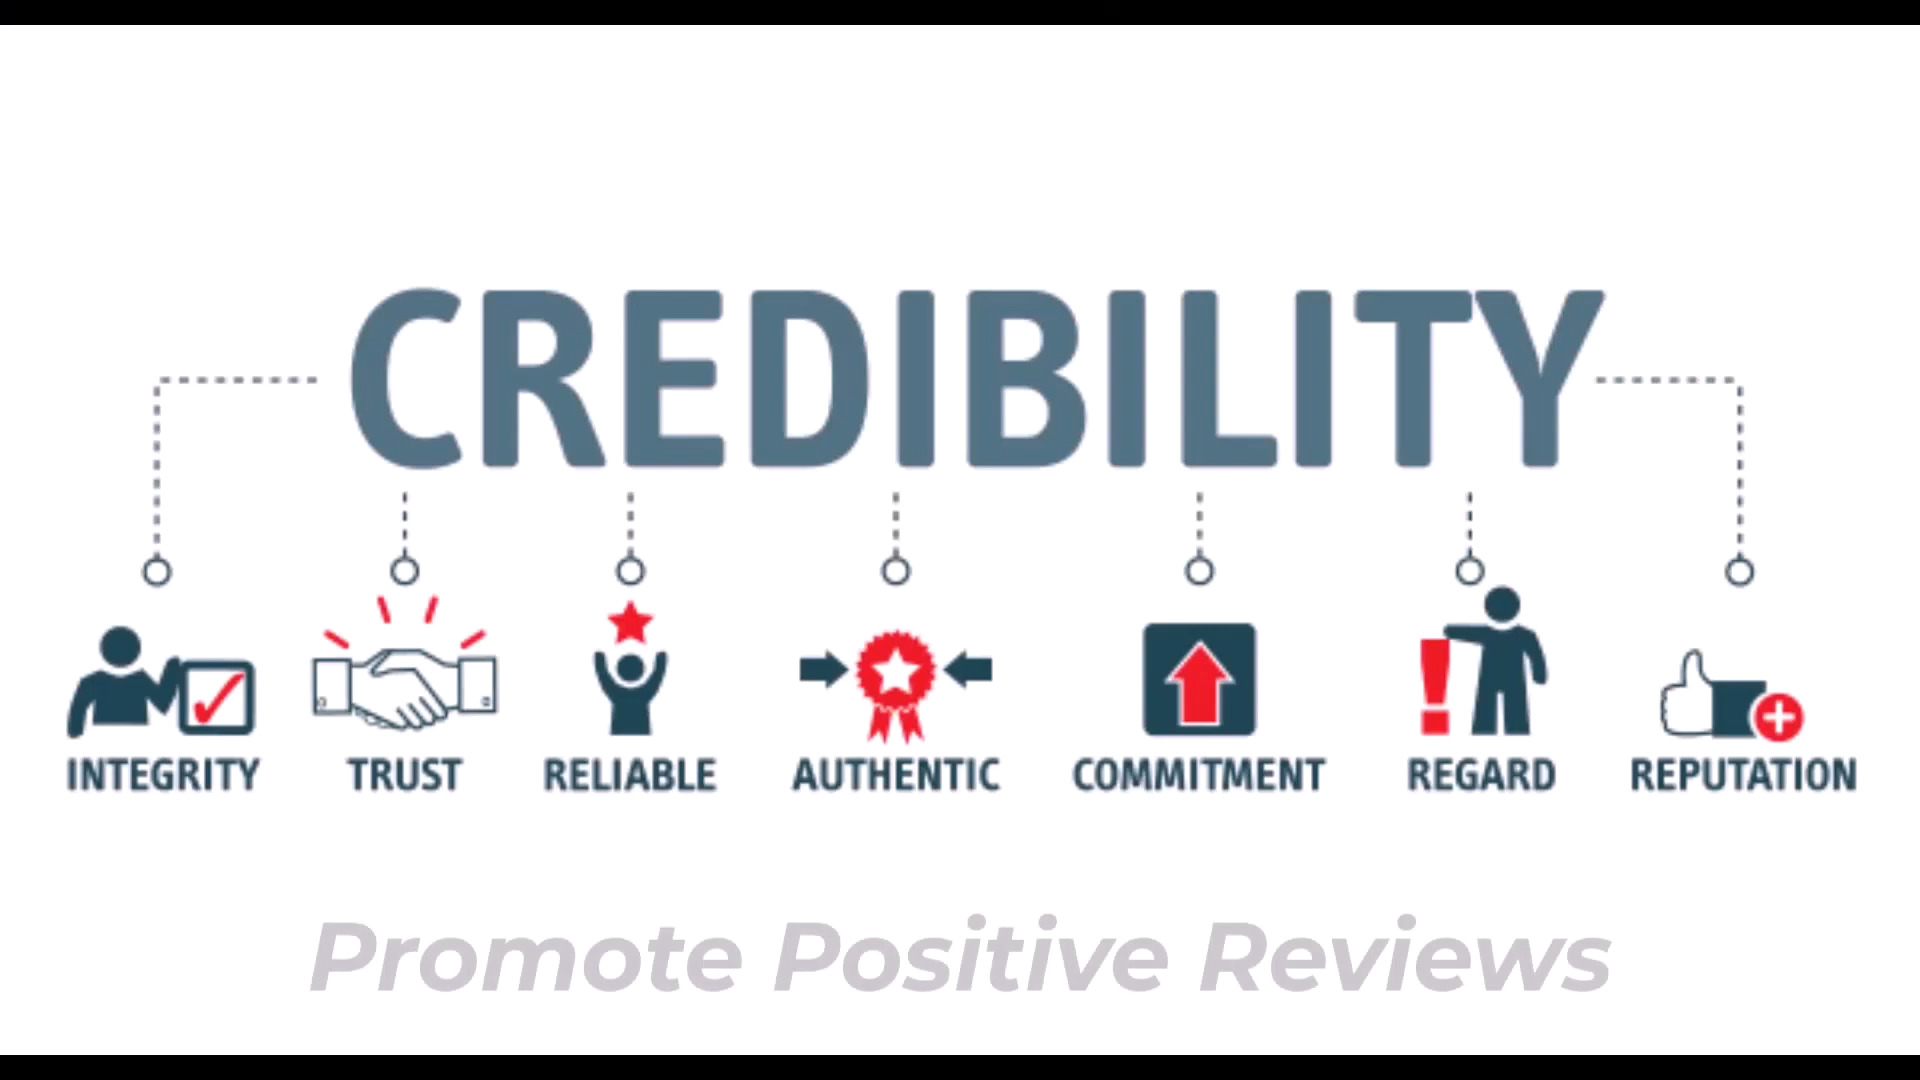 CREDIBILITY
INTEGRITY TRUST RELIABLE AUTHENTIC COMMITMENT REGARD REPUTATION
Promote Positive Reviews